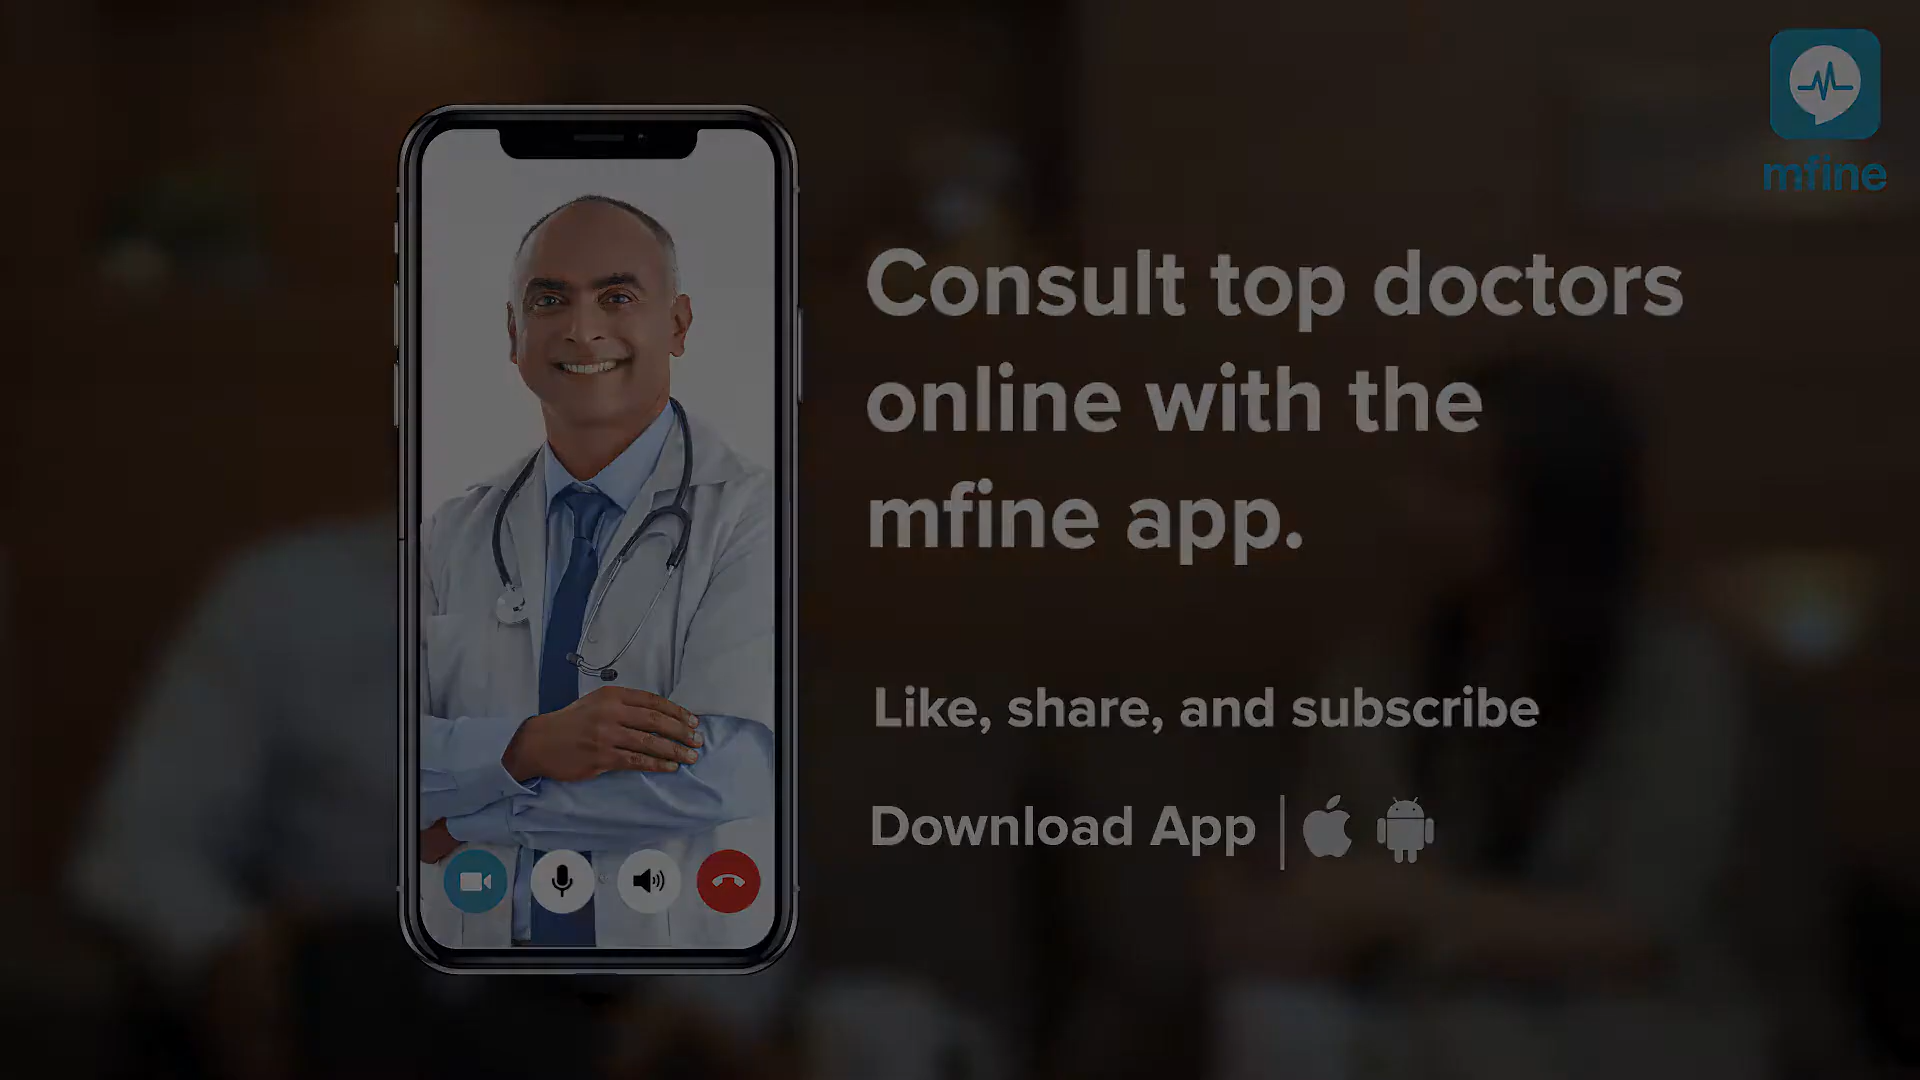 mfine
Consult top doctors
online with the
mfine app.
Like, share, and subscribe
Download App